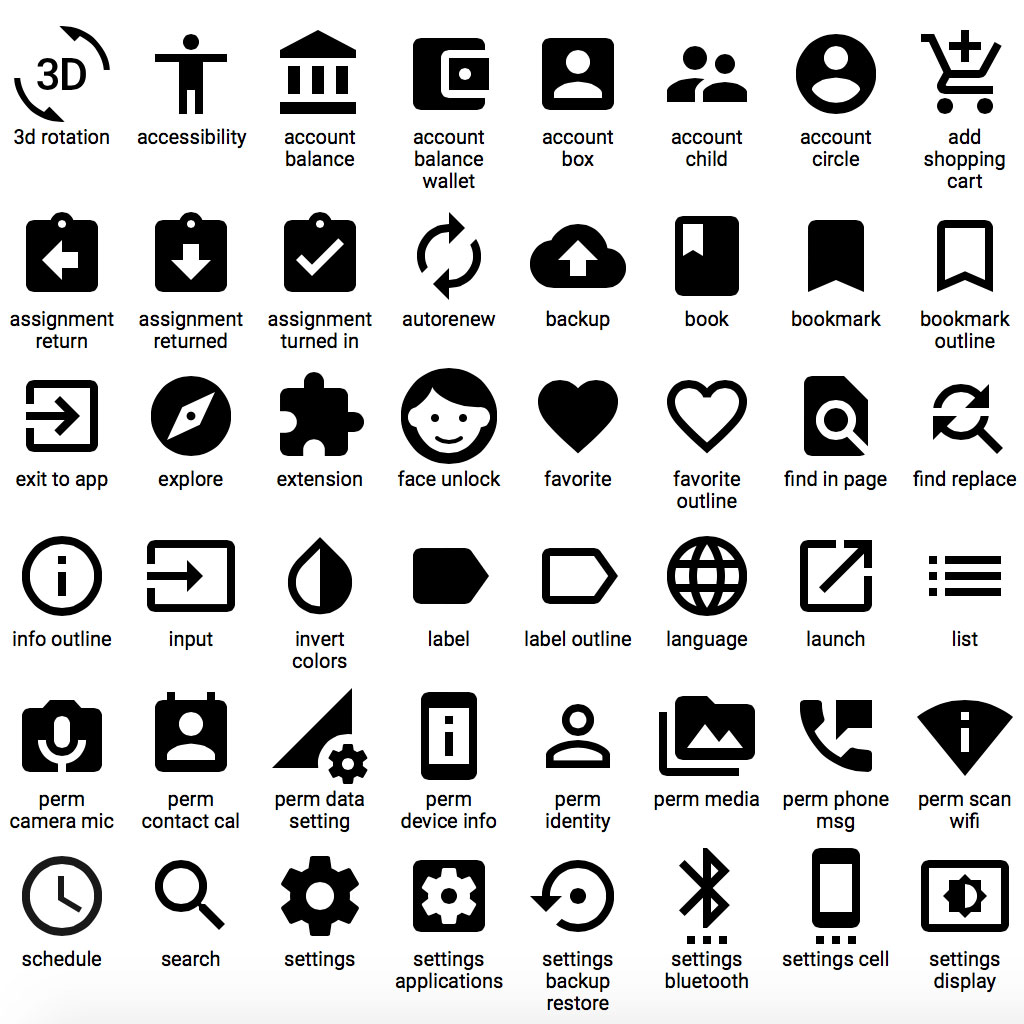 3D
3d rotation
accessibility
account
balance
account
balance
wallet
account
box
account
child
account
circle
add
shopping
cart
assignment
return
assignment
returned
assignment
turned in
autorenew
backup
book
bookmark
bookmark
outline
exit to app
explore
extension
face unlock
favorite
favorite
outline
find in page
find replace
info outline
input
invert
colors
label
label outline
language
launch
list
perm
camera mic
perm
contact cal
perm data
setting
perm
device info
perm
identity
perm media
perm phone
msg
perm scan
wifi
schedule
search
settings
settings
applications
settings
backup
restore
settings
bluetooth
settings cell
settings
display